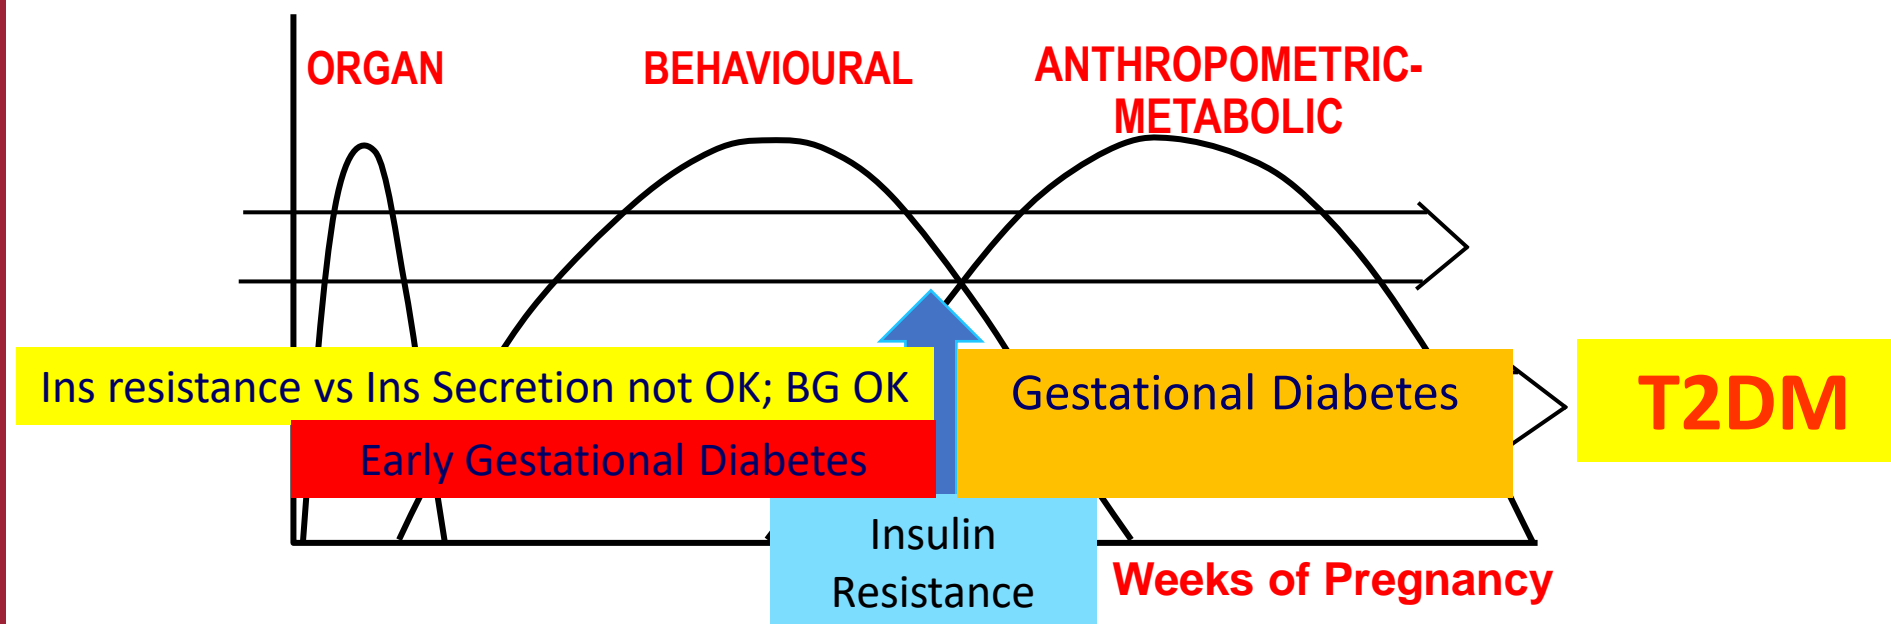 ORGAN
BEHAVIOURAL
ANTHROPOMETRIC-
METABOLIC
Ins resistance vs Ins Secretion not OK; BG OK
Early Gestational Diabetes
Gestational Diabetes
T2DM
Insulin
Resistance
Weeks of Pregnancy